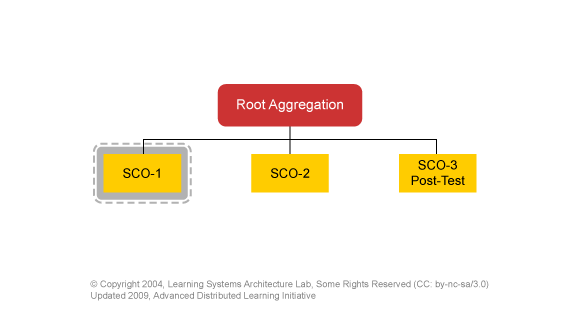 Root Aggregation
SCO-1
SCO-2
SCO-3
Post-Test
© Copyright 2004, Learning Systems Architecture Lab, Some Rights Reserved (CC: by-nc-sa/3.0)
Updated 2009, Advanced Distributed Learning Initiative